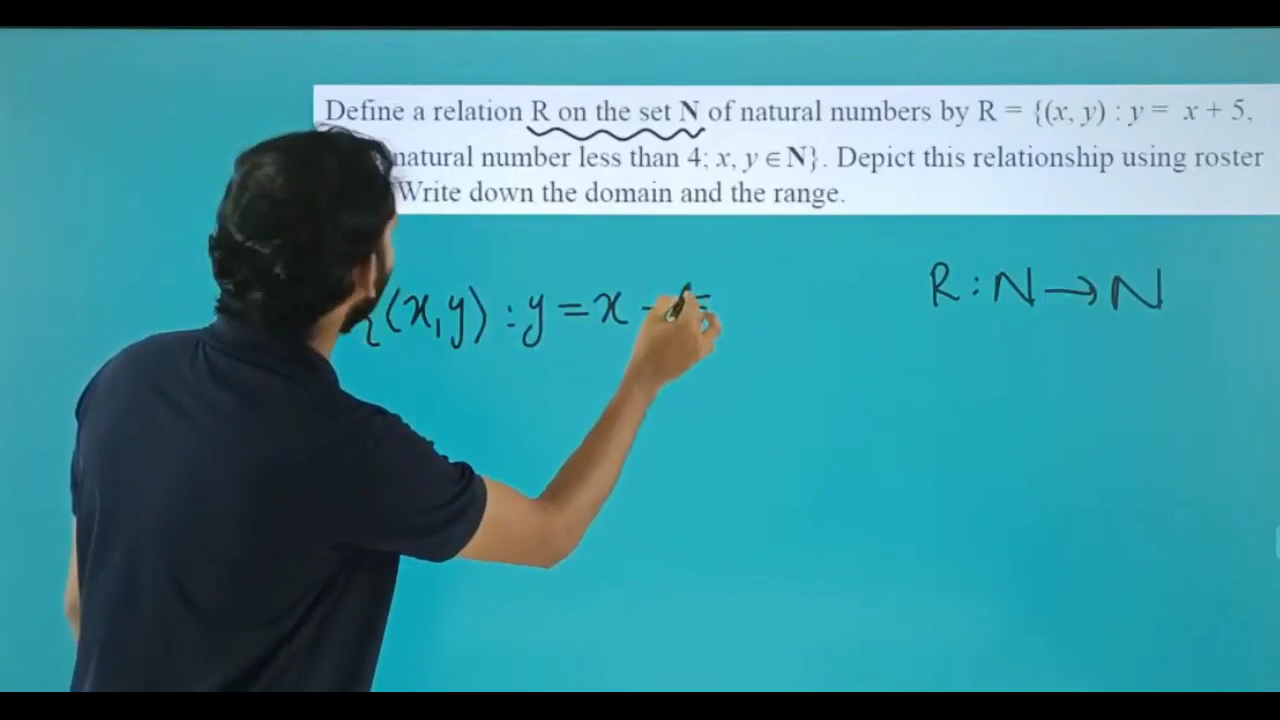 Define a relation R on the set N of natural numbers by R = {(x, y) : y = x + 5,
natural number less than 4; x, y ∈ N}. Depict this relationship using roster
Write down the domain and the range.
{(x,y) : y = x
R : N → N